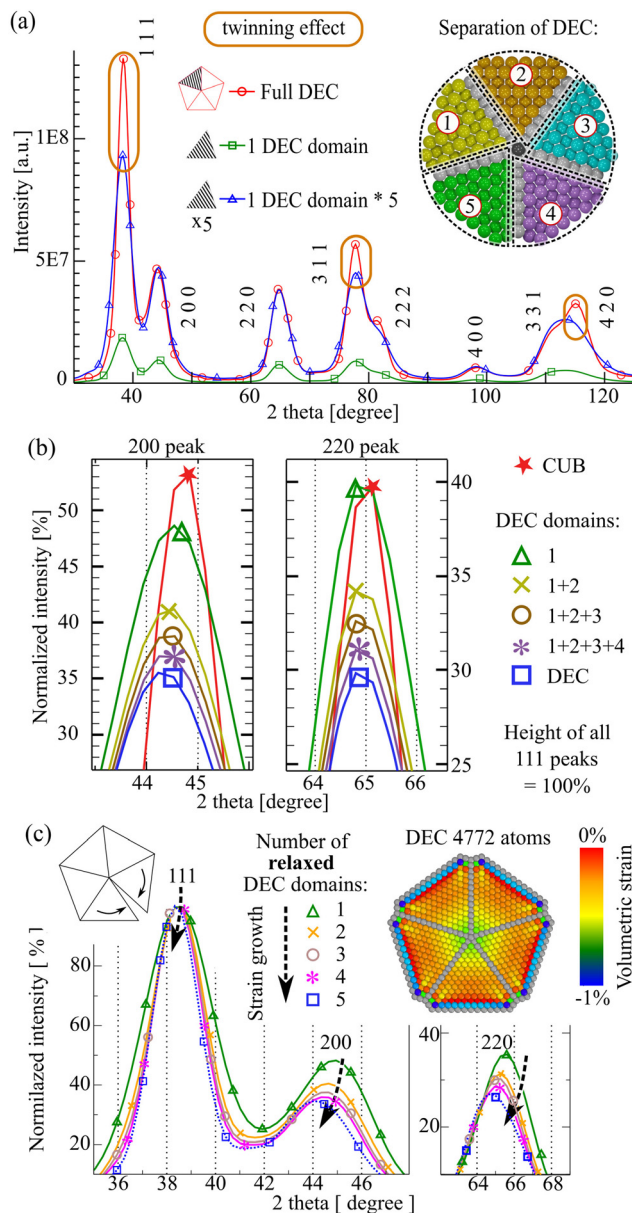 (a)
twinning effect
Separation of DEC:
1 1 1
Full DEC
1 DEC domain
1 DEC domain * 5
x5
1
2
3
4
5
Intensity [a.u.]
1E8
5E7
0
2 0 0
2 2 0
3 1 1
2 2 2
4 0 0
3 3 1
4 2 0
40 60 80 100 120
2 theta [degree]
(b)
200 peak
220 peak
Normalized intensity [%]
50
45
40
35
30
40
35
30
25
44 45
64 65 66
2 theta [degree]
CUB
DEC domains:
1
1+2
1+2+3
1+2+3+4
DEC
Height of all
111 peaks
= 100%
(c)
Number of
relaxed
DEC domains:
Strain growth
1
2
3
4
5
DEC 4772 atoms
0%
-1%
Volumetric strain
111
200
220
Normilazed intensity [ % ]
80
60
40
20
40
20
36 38 40 42 44 46
64 66 68
2 theta [ degree ]